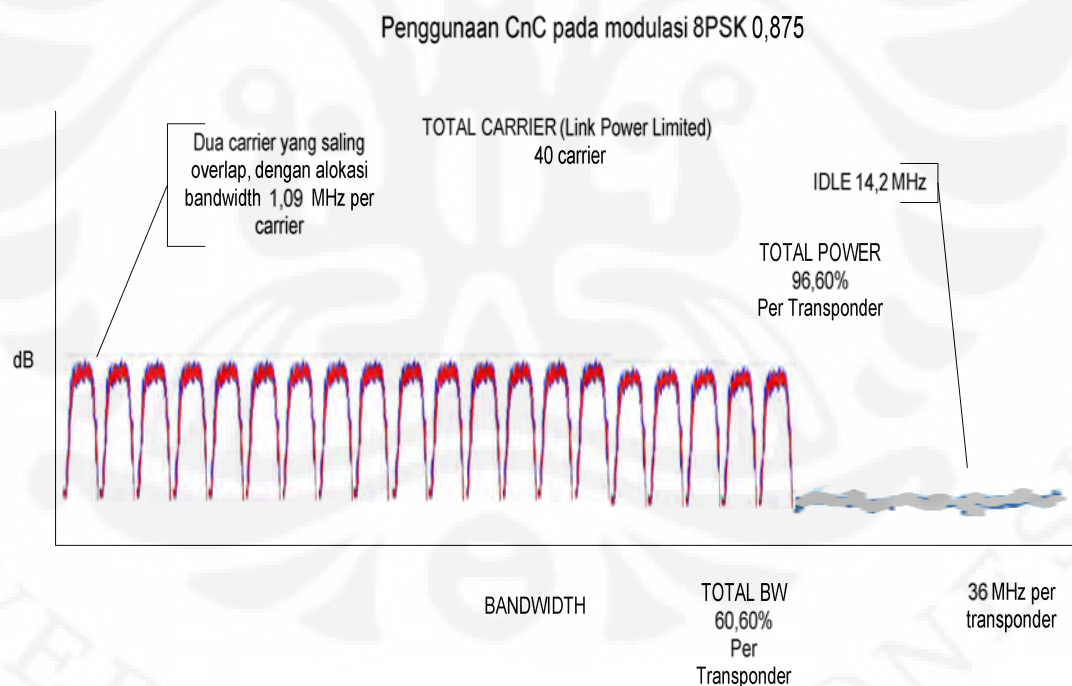 Penggunaan CnC pada modulasi 8PSK 0,875
Dua carrier yang saling
overlap, dengan alokasi
bandwidth 1,09 MHz per
carrier
TOTAL CARRIER (Link Power Limited)
40 carrier
IDLE 14,2 MHz
TOTAL POWER
96,60%
Per Transponder
dB
BANDWIDTH
TOTAL BW
60,60%
Per
Transponder
36 MHz per
transponder